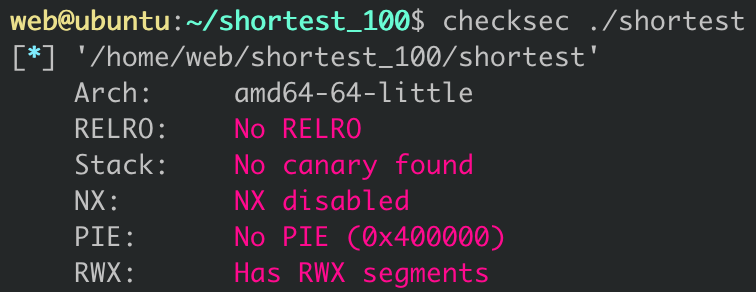 web@ubuntu:~/shortest_100$ checksec ./shortest
[*] '/home/web/shortest_100/shortest'
Arch: amd64-64-little
RELRO: No RELRO
Stack: No canary found
NX: NX disabled
PIE: No PIE (0x400000)
RWX: Has RWX segments